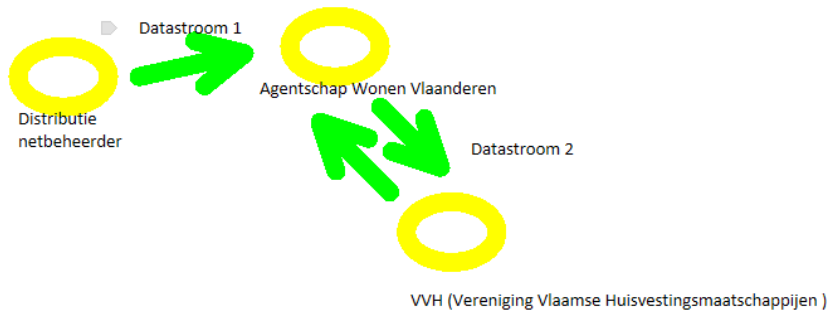 Datastroom 1
Agentschap Wonen Vlaanderen
Distributie
netbeheerder
Datastroom 2
VVH (Vereniging Vlaamse Huisvestingsmaatschappijen )